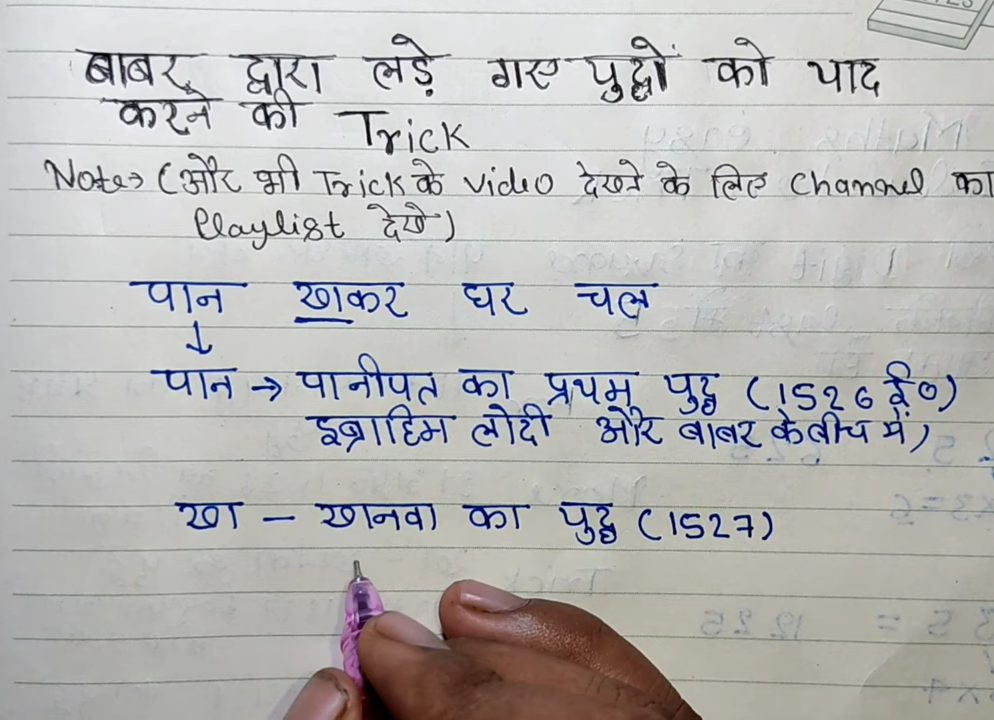 बाबर द्वारा लड़े गए युद्धों को याद
करने की Trick
Note→ (और भी Trick के video देखने के लिए channel का
Playlist देखे)
पान खाकर घर चल
↓
पान → पानीपत का प्रथम युद्ध (1526 ई०)
इब्राहिम लोदी और बाबर के बीच में)
खा – खानवा का युद्ध (1527)